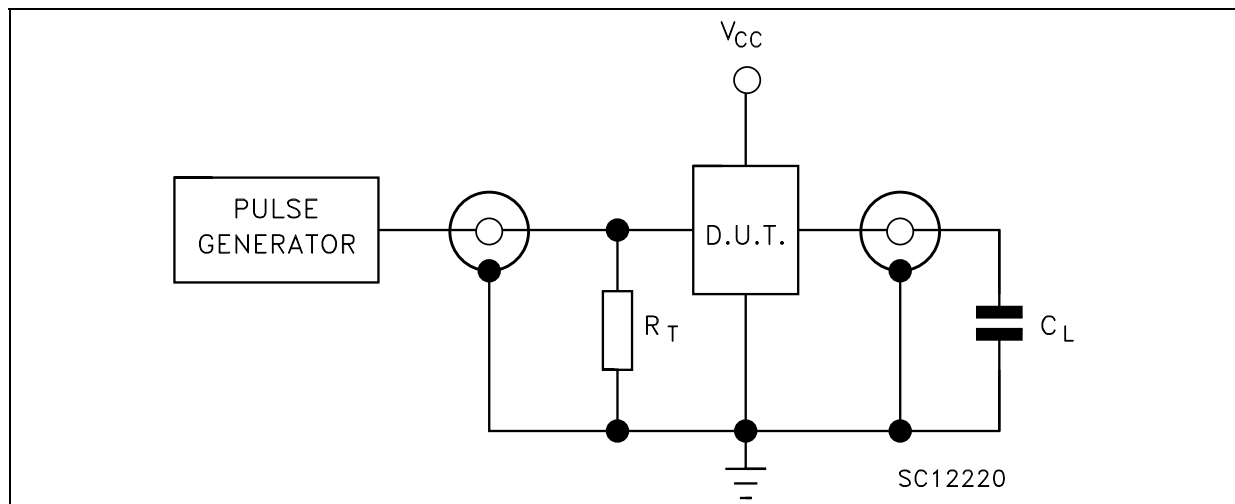 VCC
PULSE
GENERATOR
D.U.T.
RT
CL
SC12220